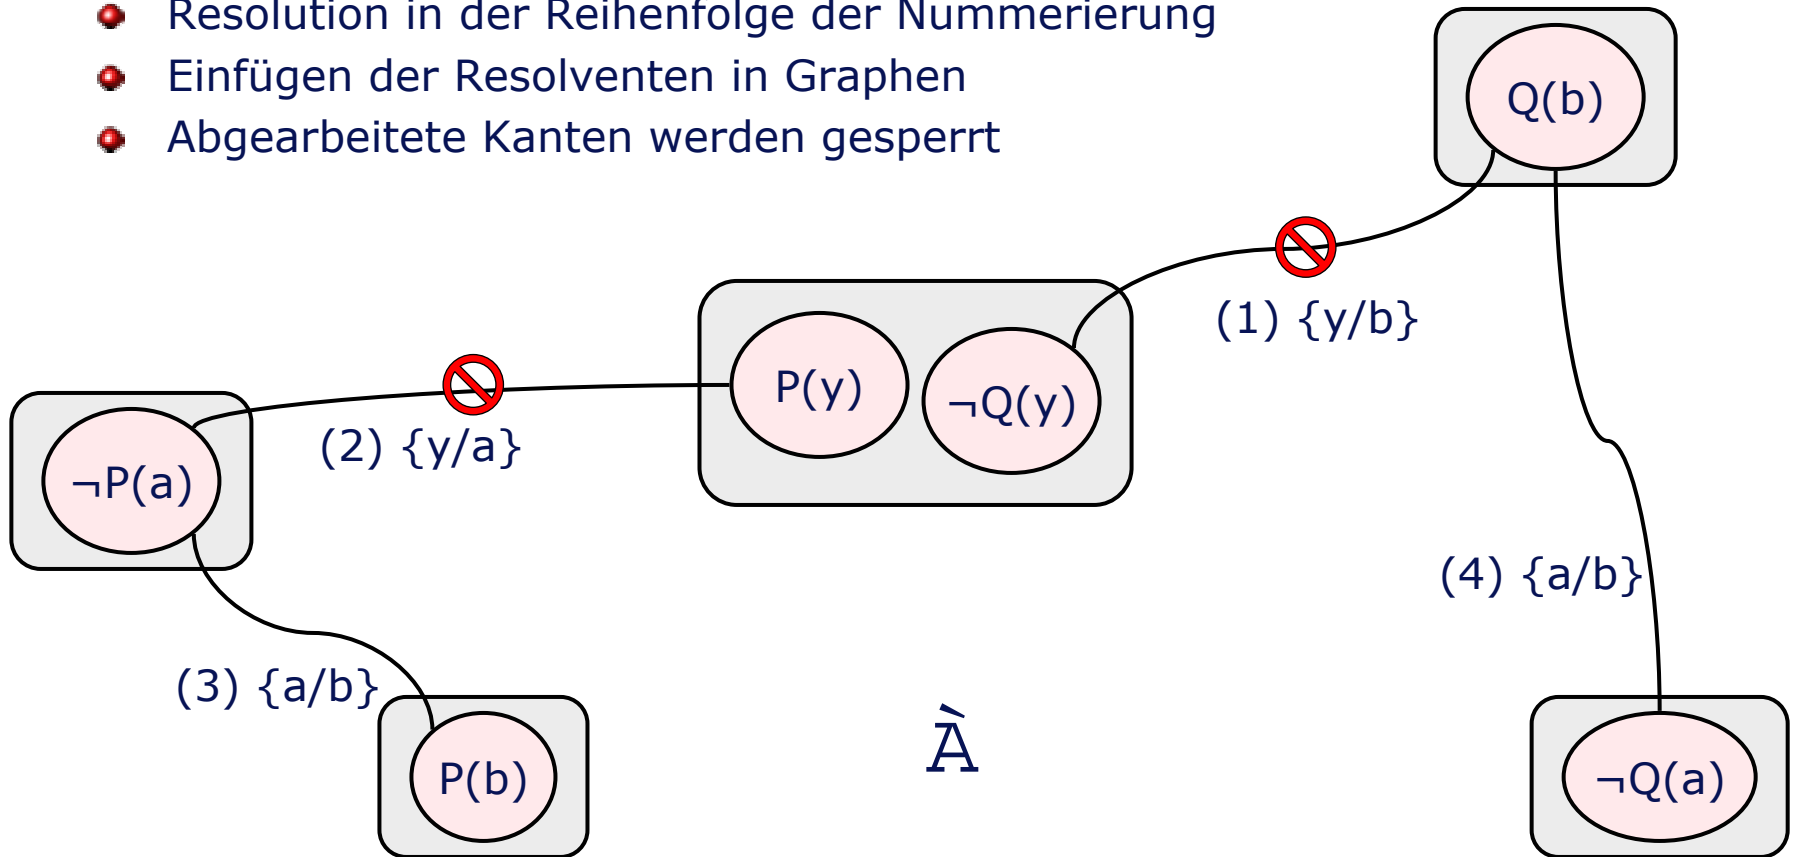 Resolution in der Reihenfolge der Nummerierung
Einfügen der Resolventen in Graphen
Abgearbeitete Kanten werden gesperrt
Q(b)
(1) {y/b}
P(y)
¬Q(y)
(2) {y/a}
¬P(a)
(4) {a/b}
(3) {a/b}
À
P(b)
¬Q(a)